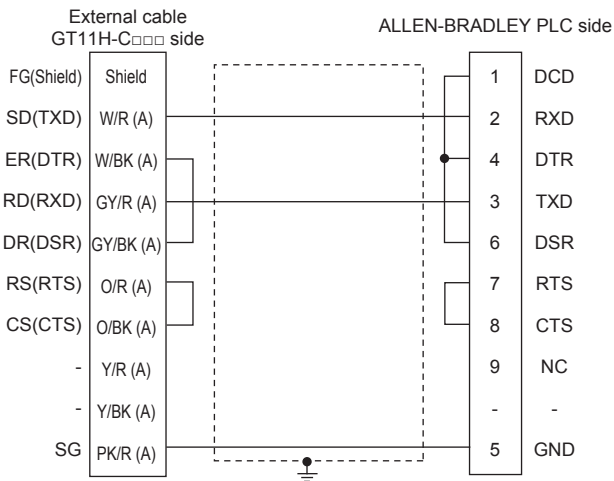 External cable
GT11H-C□□□ side
ALLEN-BRADLEY PLC side
FG(Shield) Shield 1 DCD
SD(TXD) W/R (A) 2 RXD
ER(DTR) W/BK (A) 4 DTR
RD(RXD) GY/R (A) 3 TXD
DR(DSR) GY/BK (A) 6 DSR
RS(RTS) O/R (A) 7 RTS
CS(CTS) O/BK (A) 8 CTS
- Y/R (A) 9 NC
- Y/BK (A) - -
SG PK/R (A) 5 GND